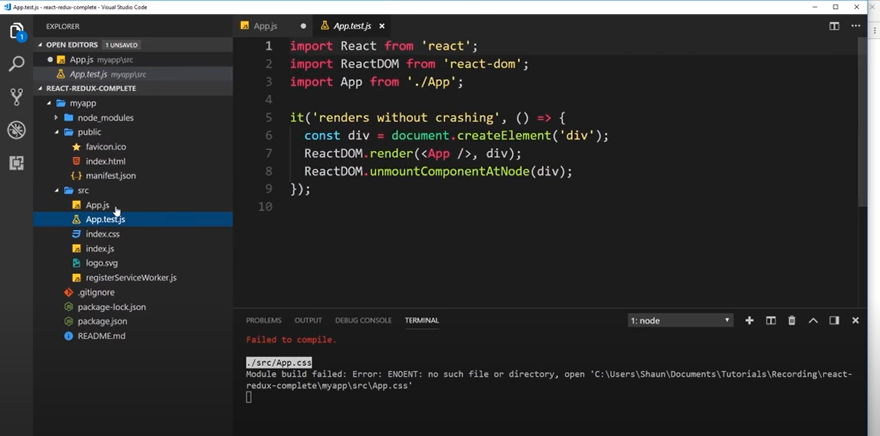 App.test.js - react-redux-complete - Visual Studio Code
EXPLORER
OPEN EDITORS 1 UNSAVED
App.js myapp\src
App.test.js myapp\src
REACT-REDUX-COMPLETE
myapp
node_modules
public
favicon.ico
index.html
manifest.json
src
App.js
App.test.js
index.css
index.js
logo.svg
registerServiceWorker.js
.gitignore
package-lock.json
package.json
README.md
1
App.js App.test.js
1 import React from 'react';
2 import ReactDOM from 'react-dom';
3 import App from './App';
4
5 it('renders without crashing', () => {
6 const div = document.createElement('div');
7 ReactDOM.render(<App />, div);
8 ReactDOM.unmountComponentAtNode(div);
9 });
10
PROBLEMS OUTPUT DEBUG CONSOLE TERMINAL 1: node
Failed to compile.
./src/App.css
Module build failed: Error: ENOENT: no such file or directory, open 'C:\Users\Shaun\Documents\Tutorials\Recording\react-
redux-complete\myapp\src\App.css'